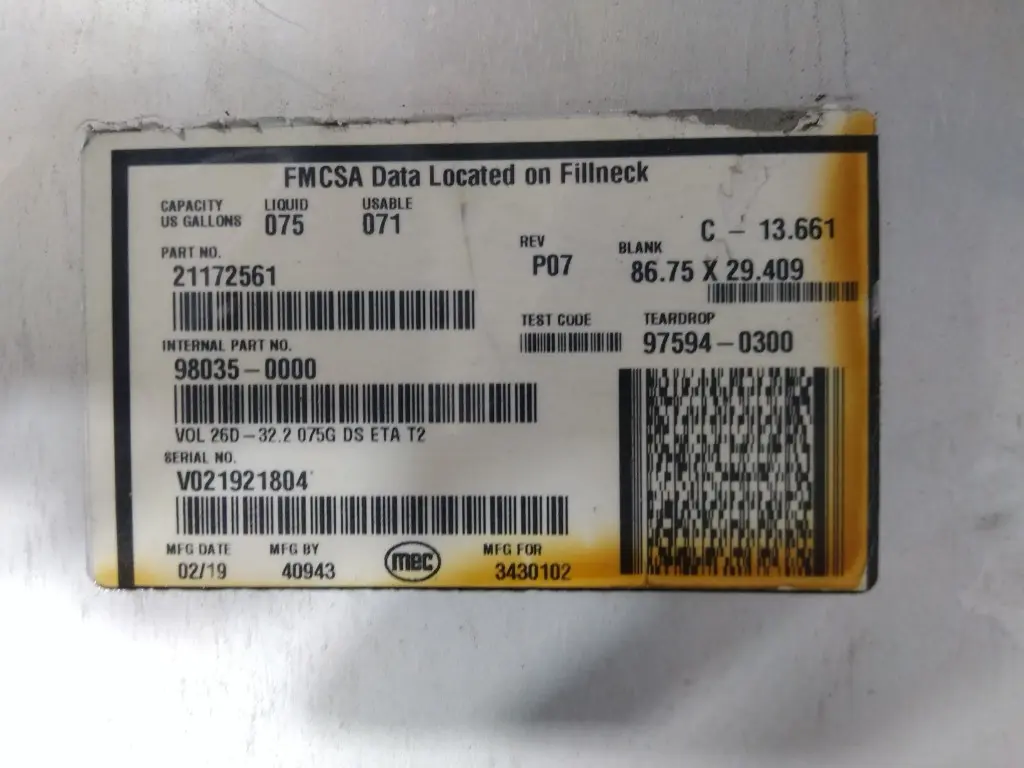 FMCSA Data Located on Fillneck
CAPACITY US GALLONS
LIQUID 075
USABLE 071
C - 13.661
PART NO.
21172561
REV
P07
BLANK
86.75 X 29.409
TEST CODE
TEARDROP
97594-0300
INTERNAL PART NO.
98035-0000
VOL 26D-32.2 075G DS ETA T2
SERIAL NO.
V021921804
MFG DATE
02/19
MFG BY
40943
mec
MFG FOR
3430102